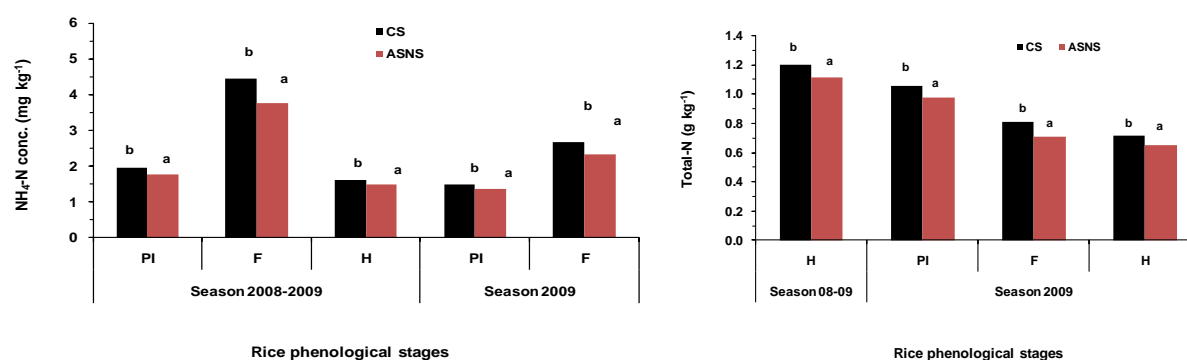 CS
ASNS
NH₄-N conc. (mg kg⁻¹)
6
5
4
3
2
1
0
b a b a b a b a b a
PI F H PI F
Season 2008-2009 Season 2009
Rice phenological stages
CS ASNS
Total-N (g kg⁻¹)
1.4
1.2
1.0
0.8
0.6
0.4
0.2
0.0
b a b a b a b a
H PI F H
Season 08-09 Season 2009
Rice phenological stages